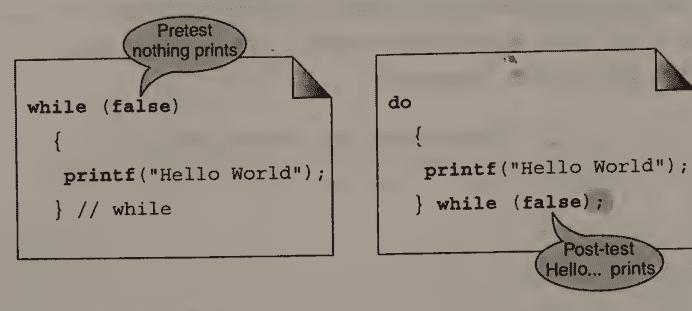 Pretest
nothing prints
while (false)
{
printf("Hello World");
} // while
do
{
printf("Hello World");
} while (false);
Post-test
Hello... prints